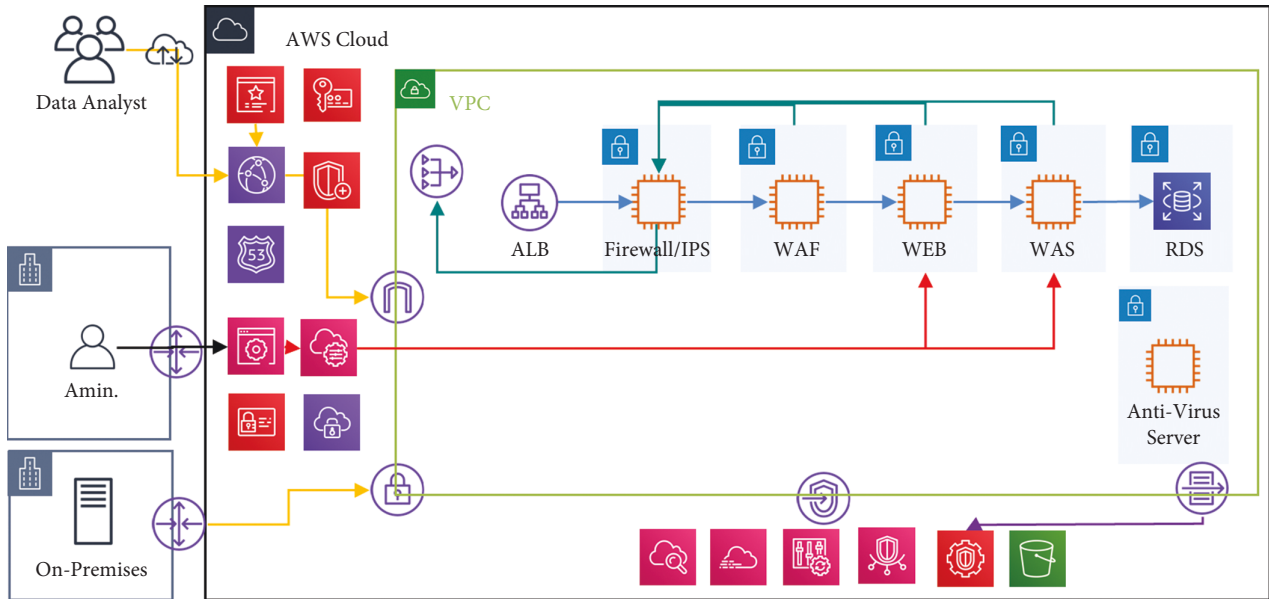 AWS Cloud
Data Analyst
VPC
53
ALB
Firewall/IPS
WAF
WEB
WAS
RDS
Amin.
Anti-Virus
Server
On-Premises